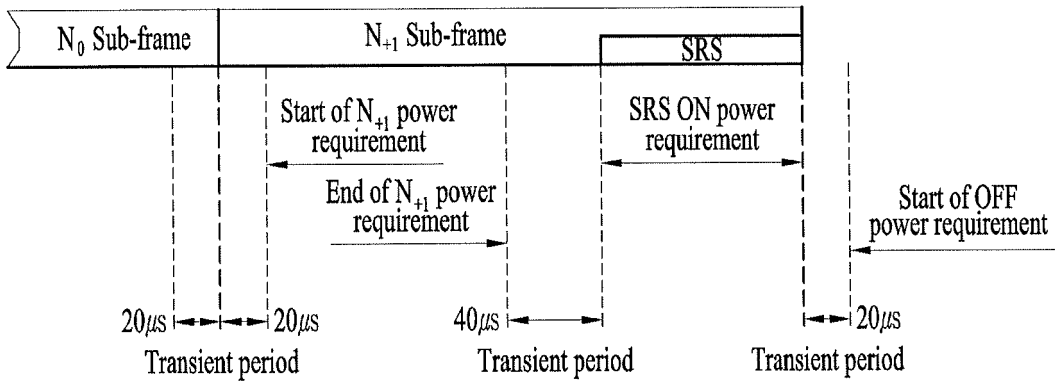 N₀ Sub-frame
N₊₁ Sub-frame
SRS
Start of N₊₁ power
requirement
SRS ON power
requirement
End of N₊₁ power
requirement
Start of OFF
power requirement
20μs
20μs
40μs
20μs
Transient period
Transient period
Transient period